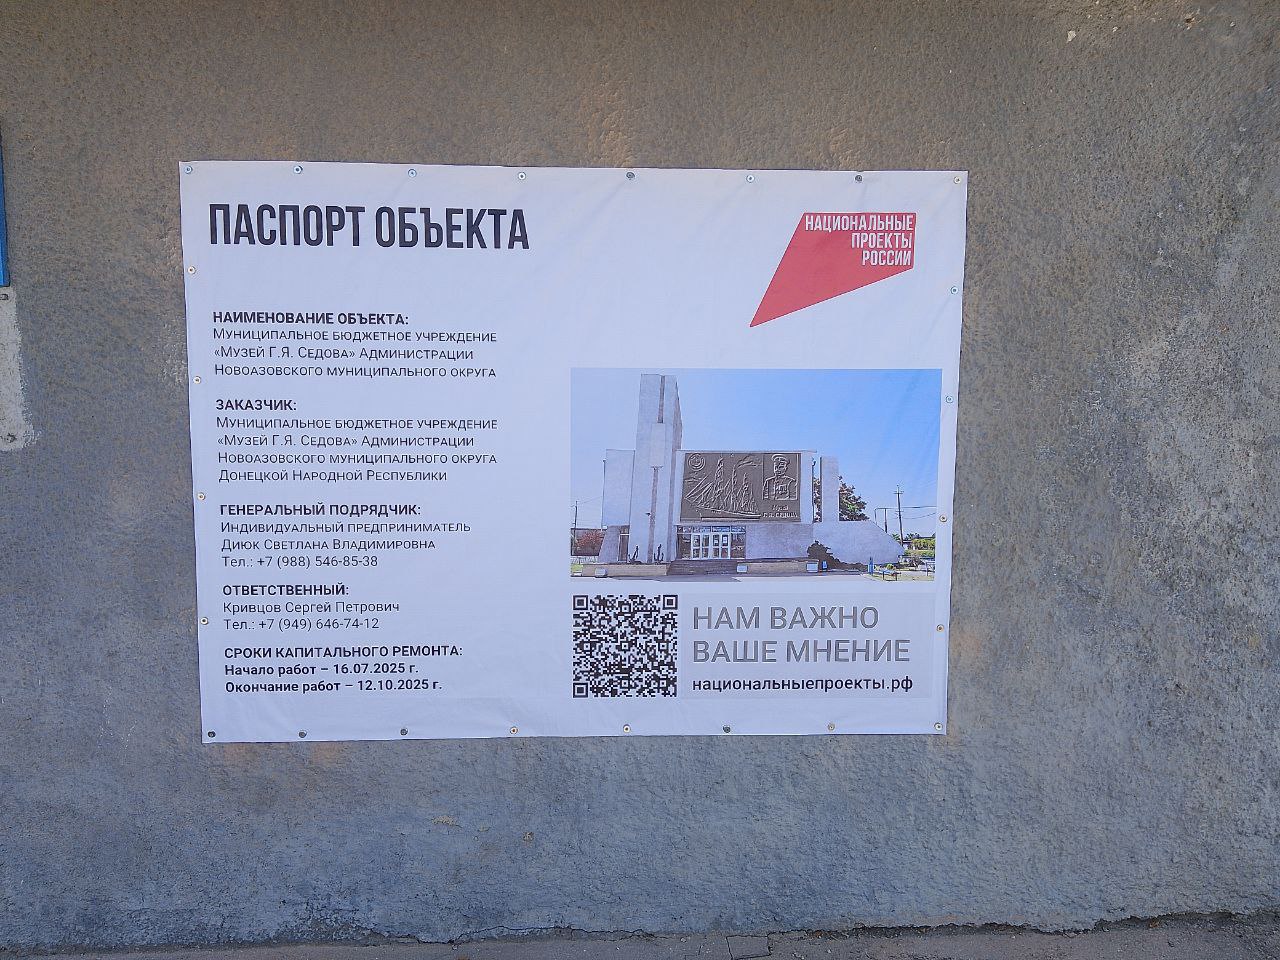 ПАСПОРТ ОБЪЕКТА
НАЦИОНАЛЬНЫЕ
ПРОЕКТЫ
РОССИИ
НАИМЕНОВАНИЕ ОБЪЕКТА:
Муниципальное бюджетное учреждение
«Музей Г.Я. Седова» Администрации
Новоазовского муниципального округа
ЗАКАЗЧИК:
Муниципальное бюджетное учреждение
«Музей Г.Я. Седова» Администрации
Новоазовского муниципального округа
Донецкой Народной Республики
ГЕНЕРАЛЬНЫЙ ПОДРЯДЧИК:
Индивидуальный предприниматель
Диюк Светлана Владимировна
Тел.: +7 (988) 546-85-38
ОТВЕТСТВЕННЫЙ:
Кривцов Сергей Петрович
Тел.: +7 (949) 646-74-12
СРОКИ КАПИТАЛЬНОГО РЕМОНТА:
Начало работ – 16.07.2025 г.
Окончание работ – 12.10.2025 г.
НАМ ВАЖНО
ВАШЕ МНЕНИЕ
национальныепроекты.рф